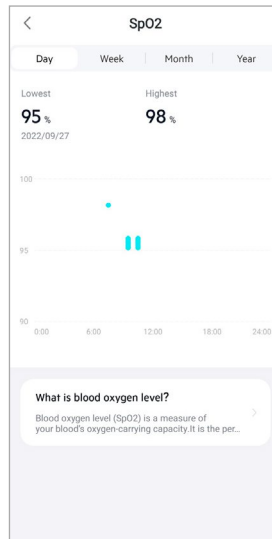 SpO2
Day Week Month Year
Lowest Highest
95 % 98 %
2022/09/27
100
95
90
0:00 6:00 12:00 18:00 24:00
What is blood oxygen level?
Blood oxygen level (SpO2) is a measure of
your blood's oxygen-carrying capacity.It is the per...